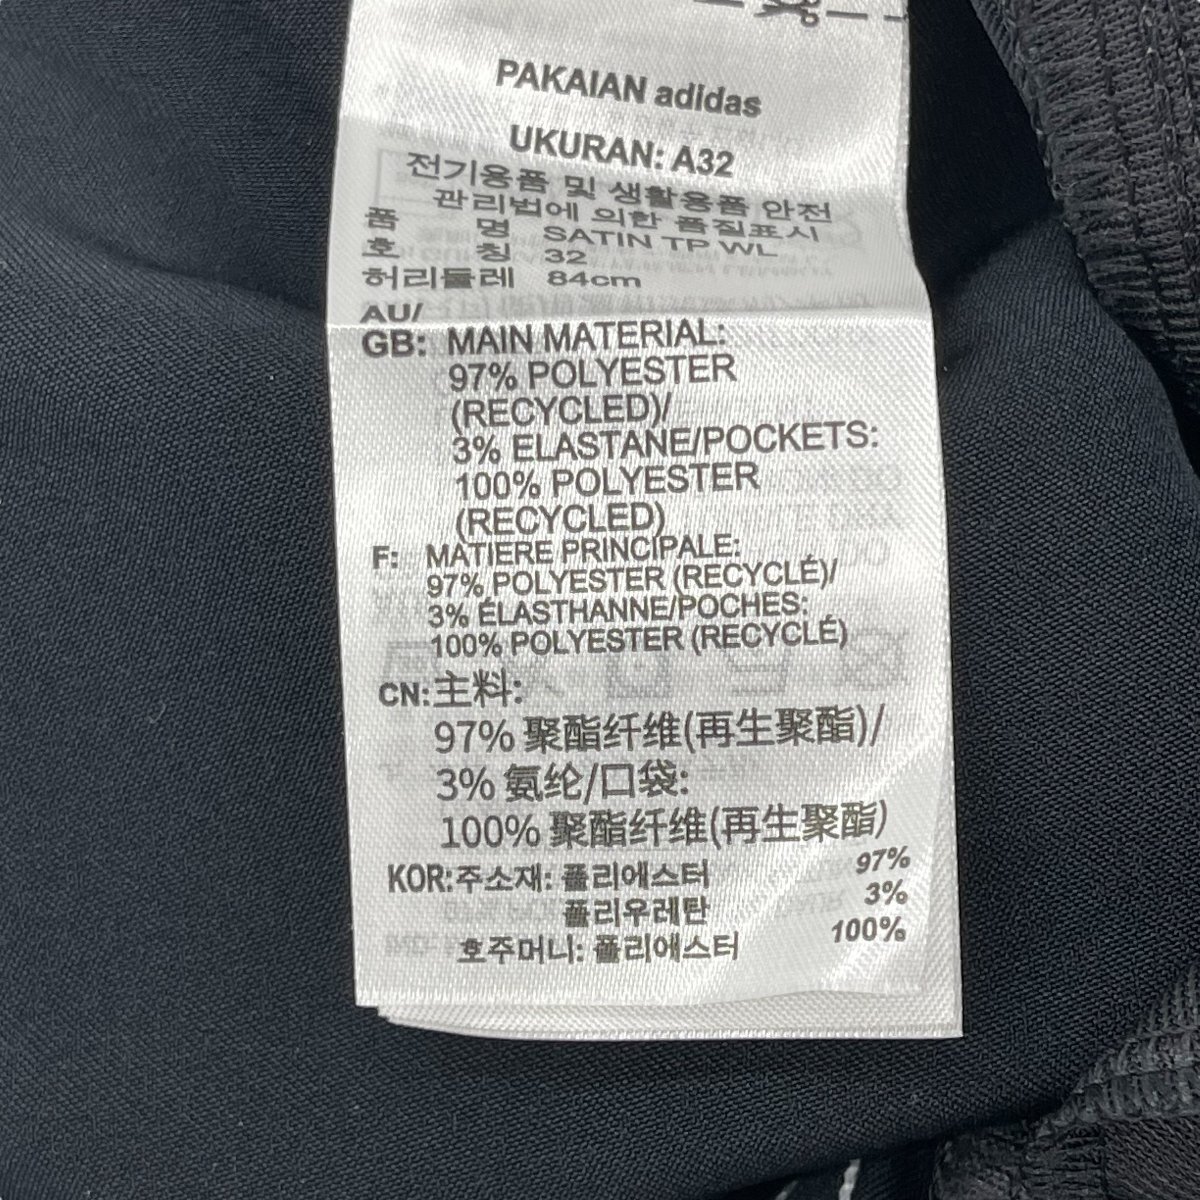 PAKAIAN adidas
UKURAN: A32
전기용품 및 생활용품 안전
관리법에 의한 품질표시
품 명 SATIN TP WL
호 칭 32
허리둘레 84cm
AU/
GB: MAIN MATERIAL:
97% POLYESTER
(RECYCLED)/
3% ELASTANE/POCKETS:
100% POLYESTER
(RECYCLED)
F: MATIERE PRINCIPALE:
97% POLYESTER (RECYCLÉ)/
3% ÉLASTHANNE/POCHES:
100% POLYESTER (RECYCLÉ)
CN:主料:
97% 聚酯纤维(再生聚酯)/
3% 氨纶/口袋:
100% 聚酯纤维(再生聚酯)
KOR:주소재: 폴리에스터 97%
폴리우레탄 3%
호주머니: 폴리에스터 100%